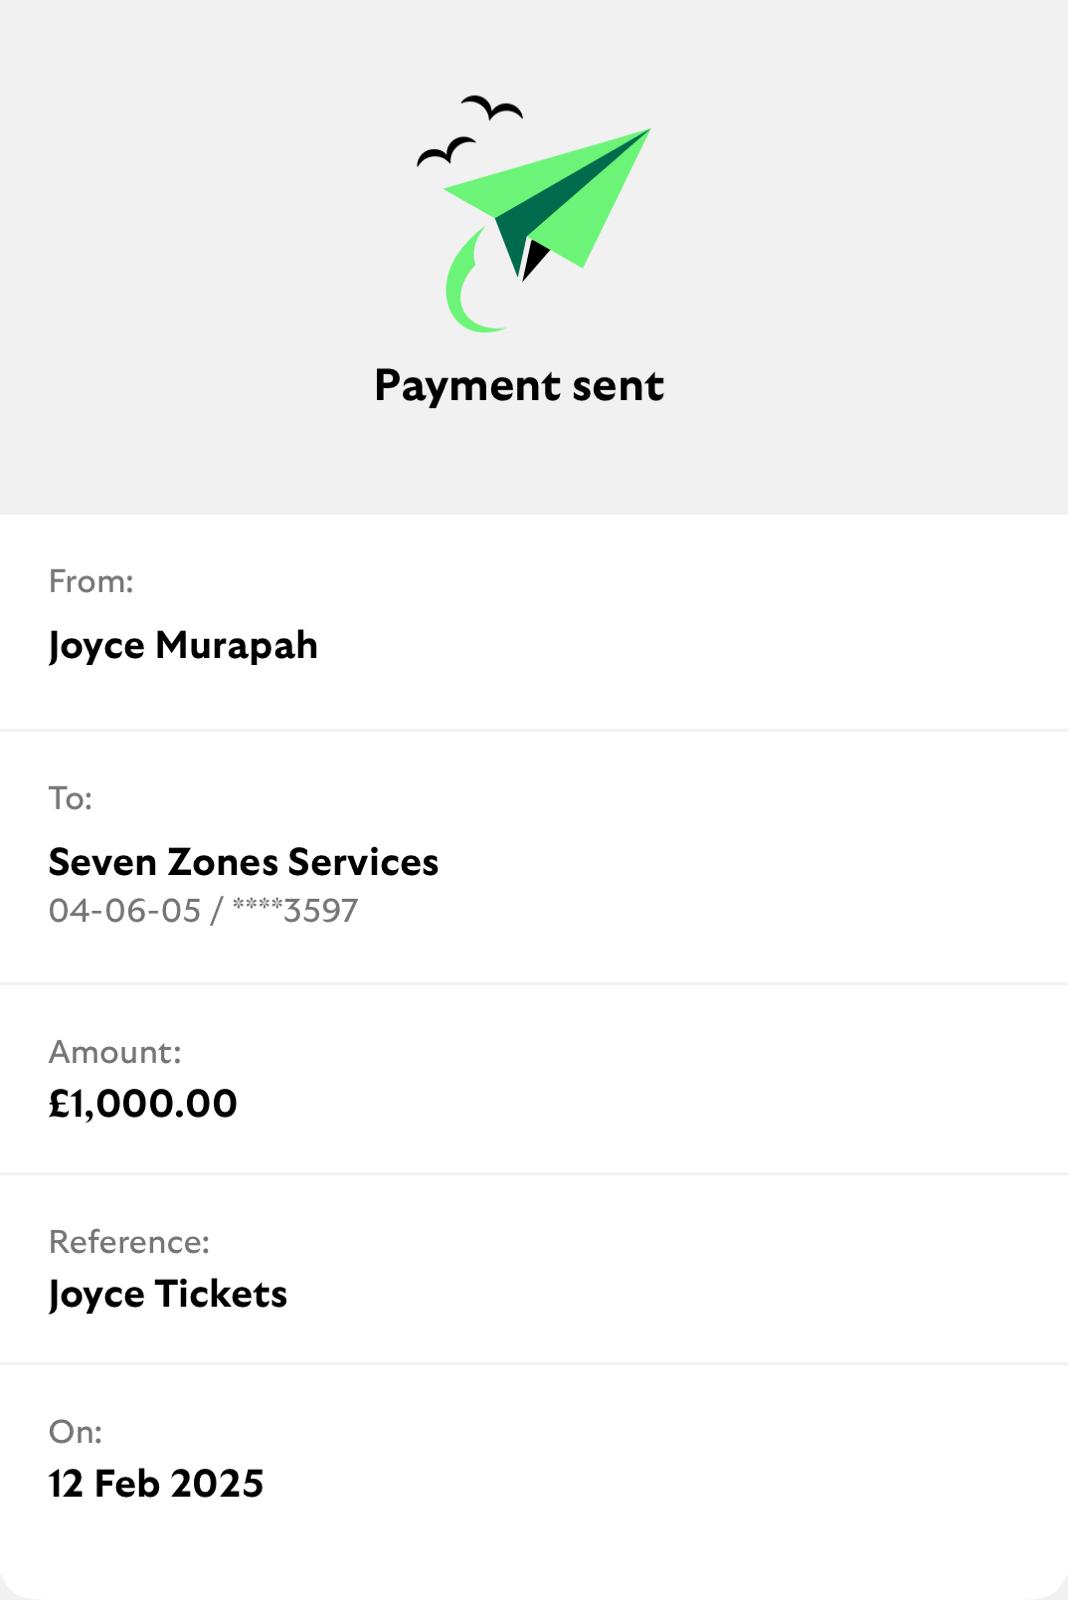 Payment sent
From:
Joyce Murapah
To:
Seven Zones Services
04-06-05 / ****3597
Amount:
£1,000.00
Reference:
Joyce Tickets
On:
12 Feb 2025